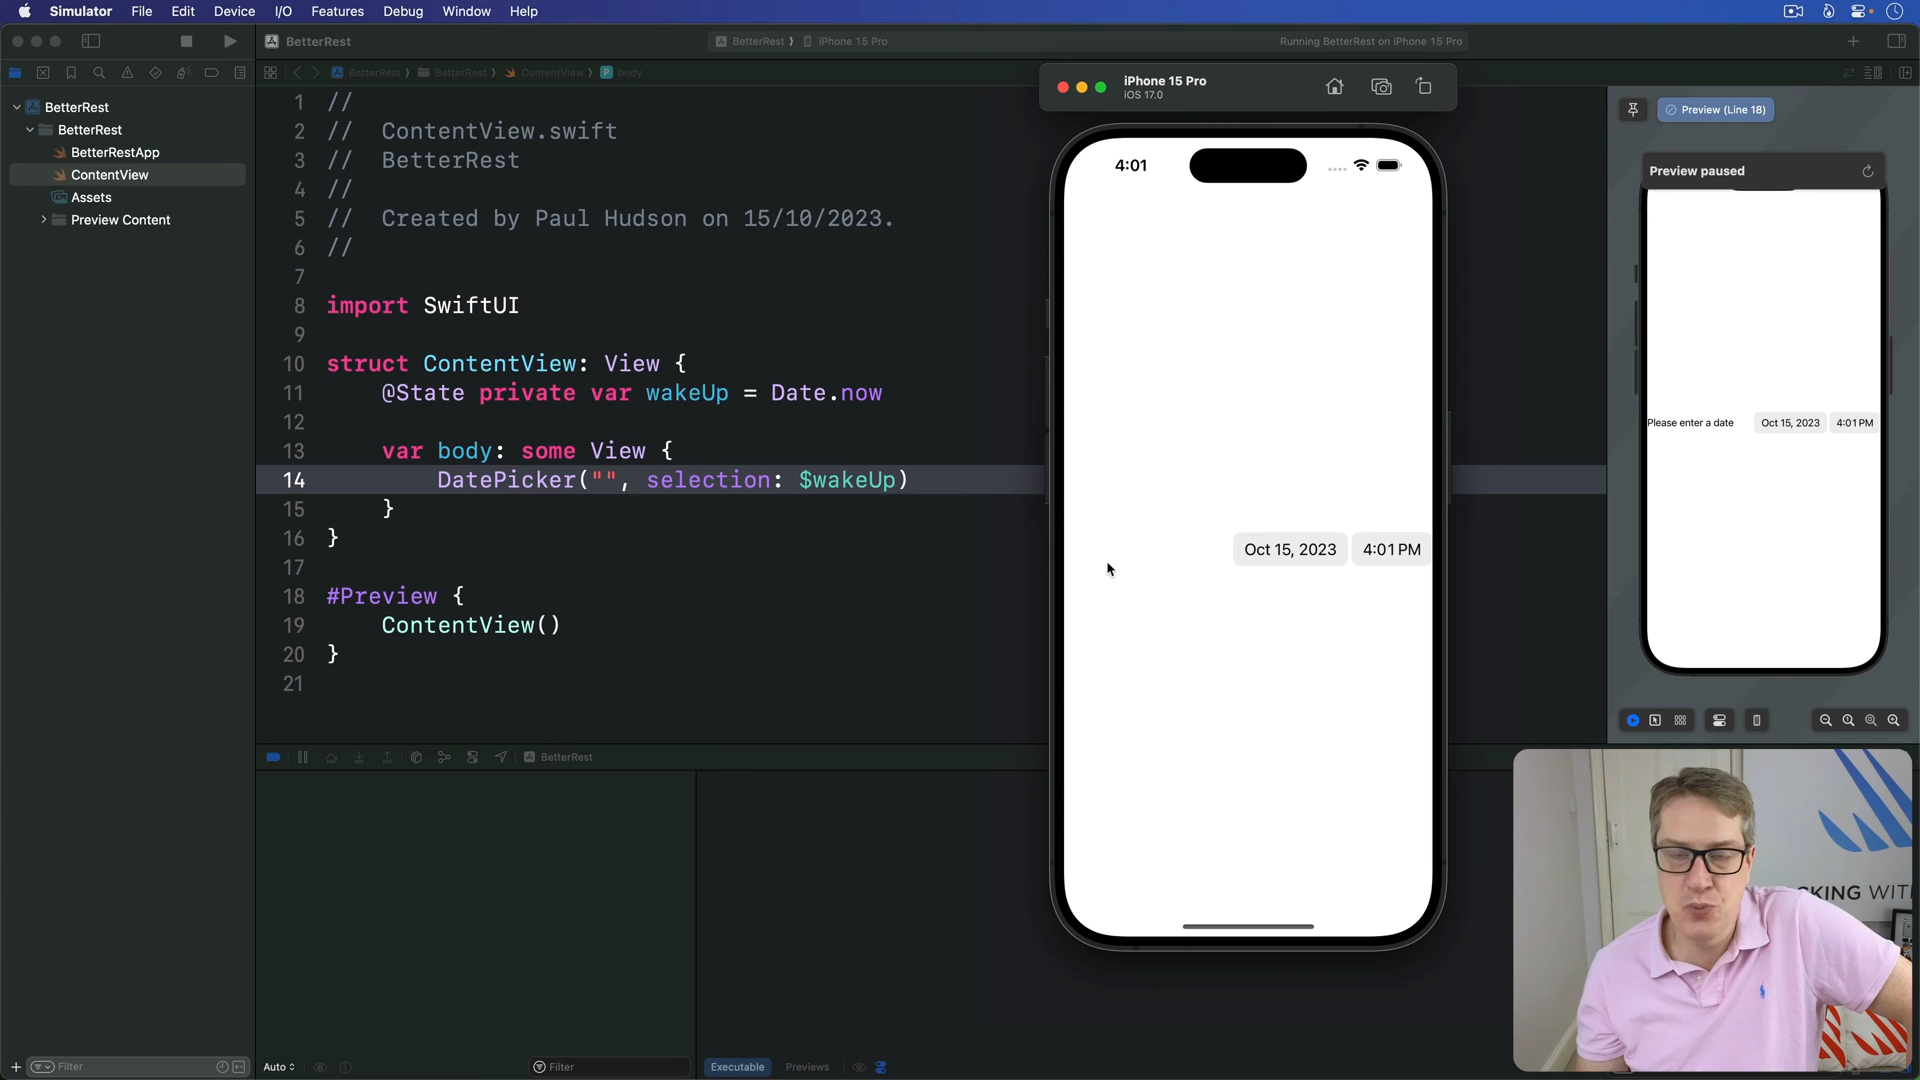 Simulator File Edit Device I/O Features Debug Window Help
BetterRest
BetterRest iPhone 15 Pro
Running BetterRest on iPhone 15 Pro
BetterRest BetterRest ContentView body
BetterRest
BetterRest
BetterRestApp
ContentView
Assets
Preview Content
1 //
2 // ContentView.swift
3 // BetterRest
4 //
5 // Created by Paul Hudson on 15/10/2023.
6 //
7
8 import SwiftUI
9
10 struct ContentView: View {
11 @State private var wakeUp = Date.now
12
13 var body: some View {
14 DatePicker("", selection: $wakeUp)
15 }
16 }
17
18 #Preview {
19 ContentView()
20 }
21
iPhone 15 Pro
iOS 17.0
4:01
Oct 15, 2023 4:01 PM
Preview (Line 18)
Preview paused
Please enter a date Oct 15, 2023 4:01 PM
BetterRest
CKING WITH
Filter
Auto
Filter
Executable Previews